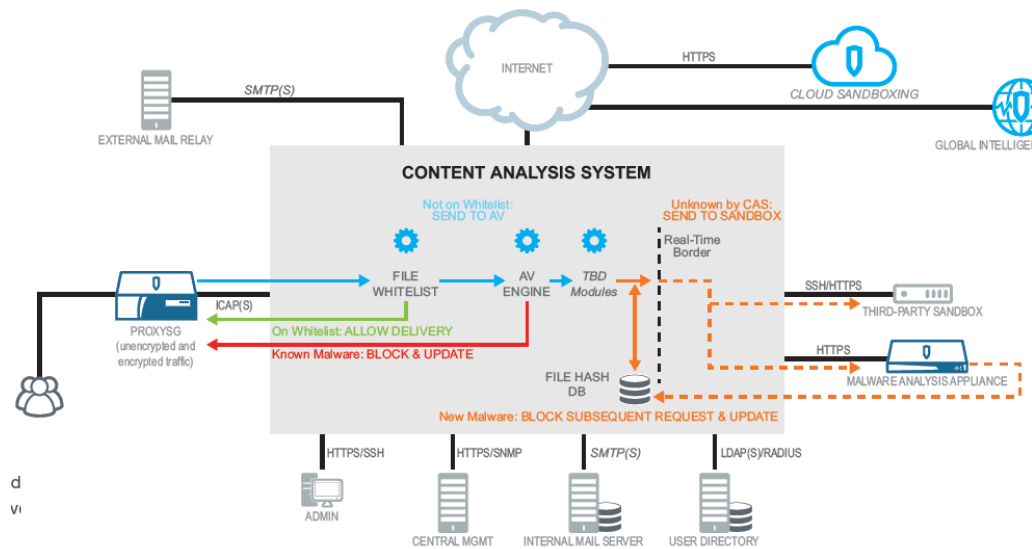 INTERNET
HTTPS
CLOUD SANDBOXING
SMTP(S)
EXTERNAL MAIL RELAY
GLOBAL
CONTENT ANALYSIS SYSTEM
Not on Whitelist:
SEND TO AV
Unknown by CAS:
SEND TO SANDBOX
Real-Time
Border
FILE
WHITELIST
AV
ENGINE
TBD
Modules
ICAP(S)
PROXYSG
(unencrypted and
encrypted traffic)
On Whitelist: ALLOW DELIVERY
Known Malware: BLOCK & UPDATE
SSH/HTTPS
THIRD-PARTY SANDBOX
HTTPS
MALWARE ANALYSIS APPLIANCE
FILE HASH
DB
New Malware: BLOCK SUBSEQUENT REQUEST & UPDATE
HTTPS/SSH
ADMIN
HTTPS/SNMP
CENTRAL MGMT
SMTP(S)
INTERNAL MAIL SERVER
LDAP(S)/RADIUS
USER DIRECTORY